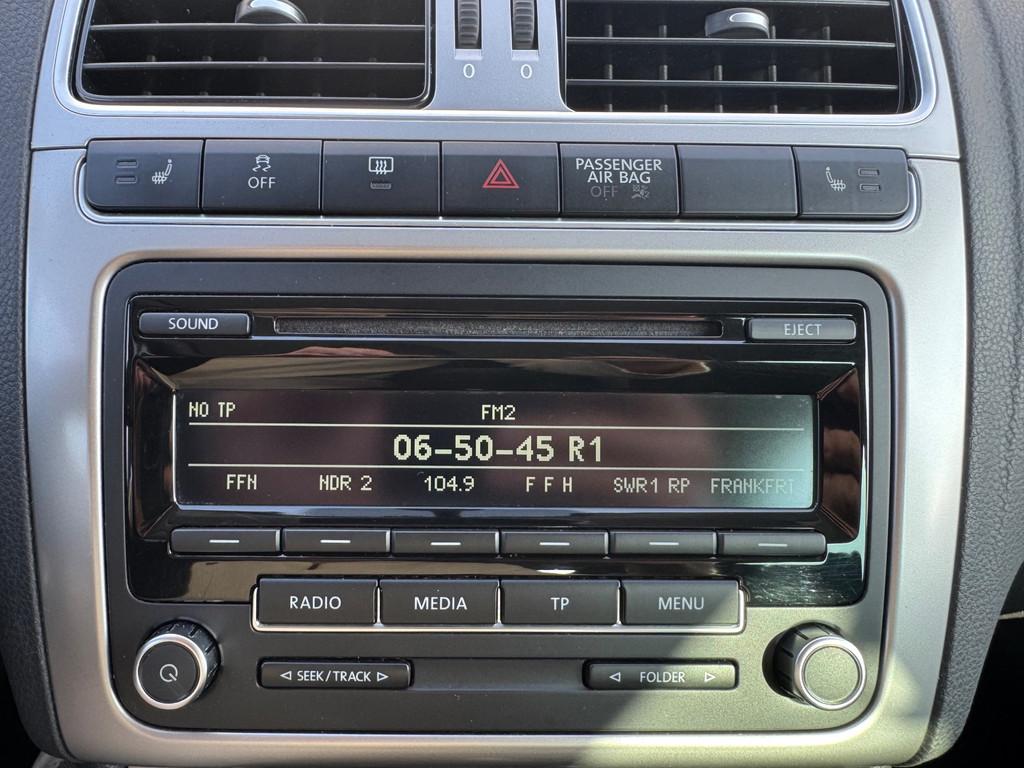 0 0
OFF
PASSENGER
AIR BAG
OFF
SOUND
EJECT
NO TP FM2
06-50-45 R1
FFN NDR 2 104.9 F F H SWR1 RP FRANKFRT
RADIO MEDIA TP MENU
SEEK/TRACK FOLDER